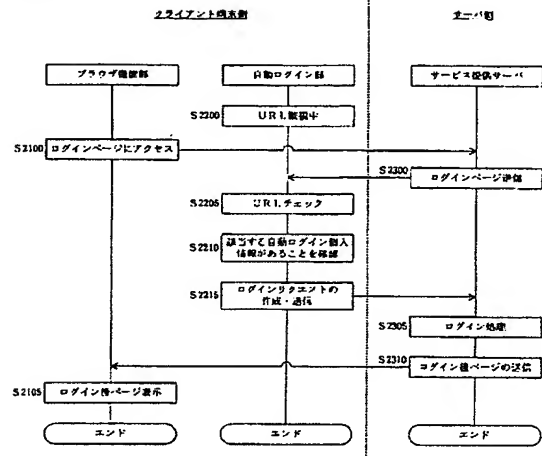 クライアント端末側
サーバ側
ブラウザ機能部
自動ログイン部
サービス提供サーバ
S2200
URL監視中
S2100
ログインページにアクセス
S2300
ログインページ送信
S2205
URLチェック
S2210
該当する自動ログイン個人
情報があることを確認
S2215
ログインリクエストの
作成・送信
S2305
ログイン処理
S2310
ログイン後ページの送信
S2105
ログイン後ページ表示
エンド
エンド
エンド